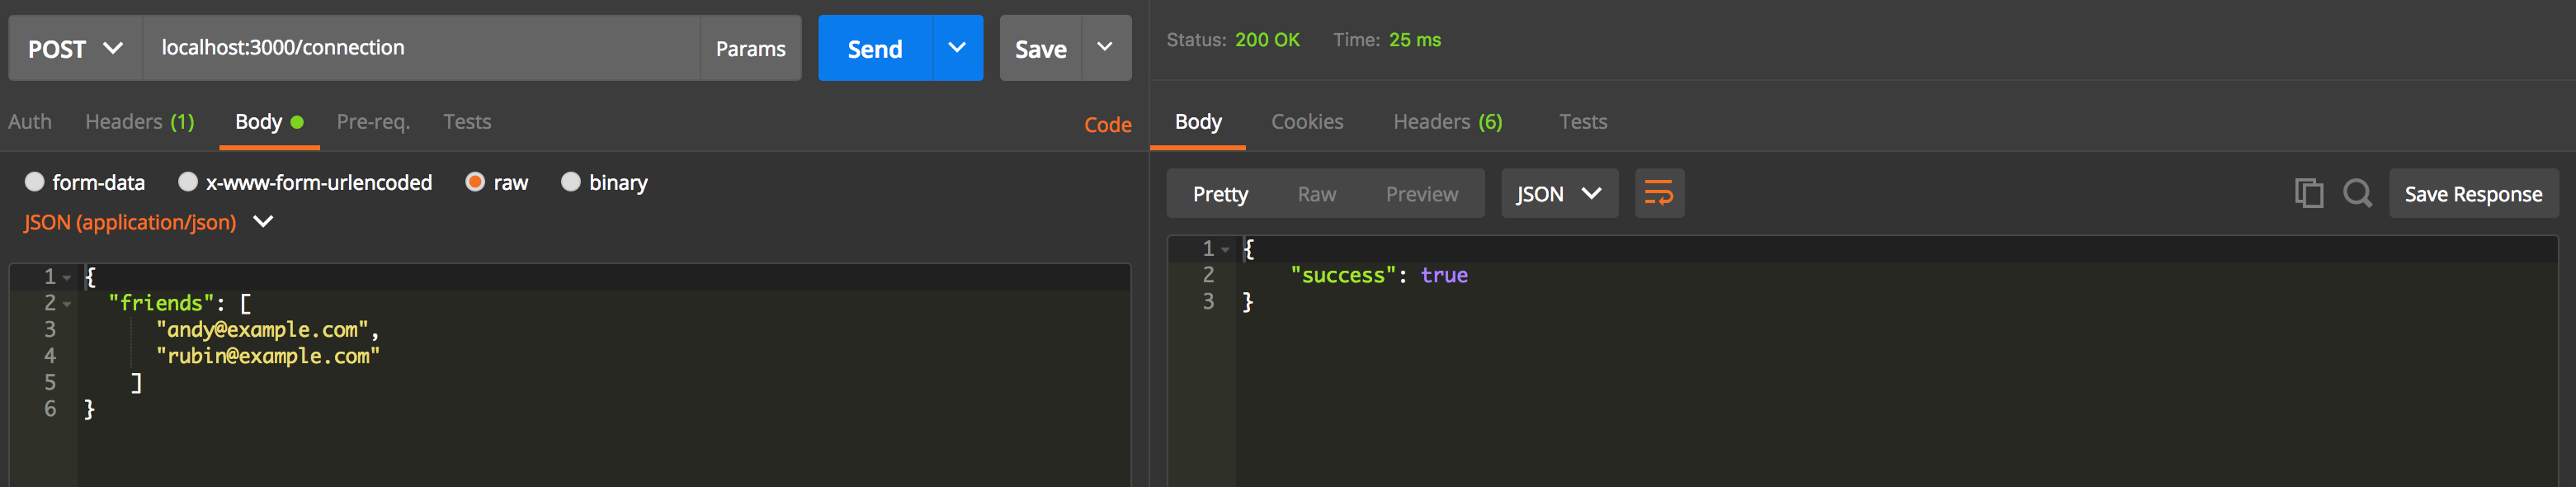 POST localhost:3000/connection Params Send Save
Auth Headers (1) Body Pre-req. Tests Code
form-data x-www-form-urlencoded raw binary
JSON (application/json)
1 {
2 "friends": [
3 "andy@example.com",
4 "rubin@example.com"
5 ]
6 }
Status: 200 OK Time: 25 ms
Body Cookies Headers (6) Tests
Pretty Raw Preview JSON Save Response
1 {
2 "success": true
3 }